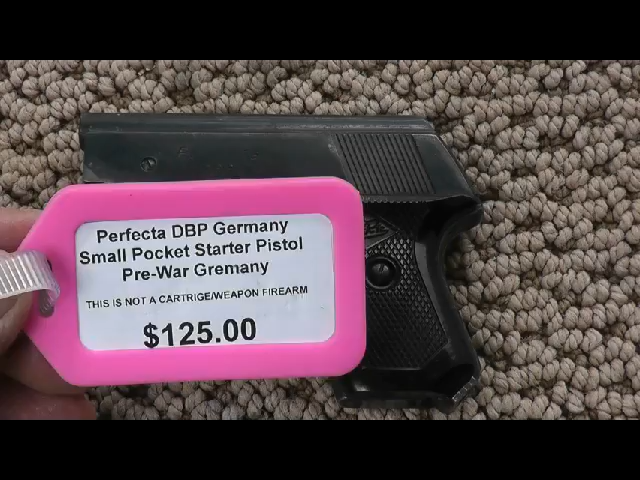 Perfecta DBP Germany
Small Pocket Starter Pistol
Pre-War Gremany
THIS IS NOT A CARTRIGE/WEAPON FIREARM
$125.00